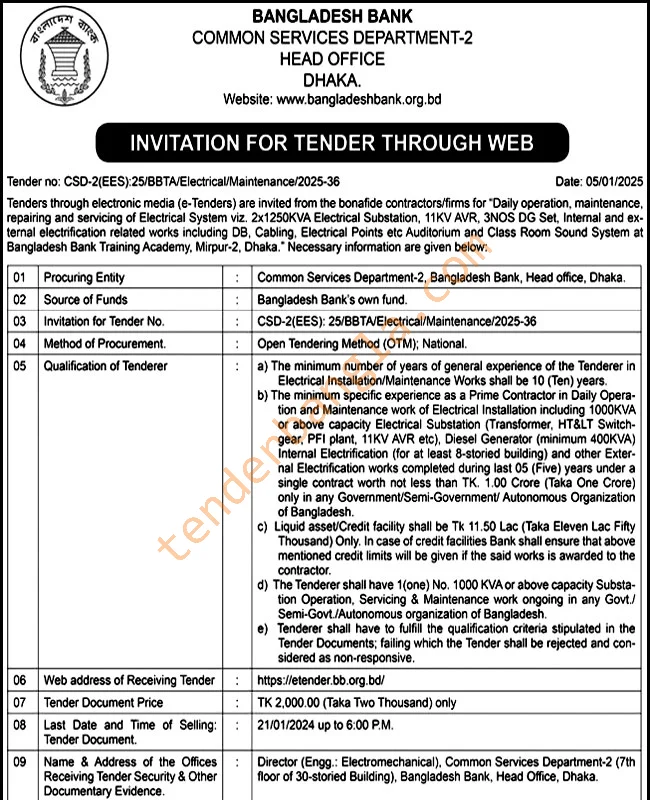 বাংলাদেশ ব্যাংক
BANGLADESH BANK
COMMON SERVICES DEPARTMENT-2
HEAD OFFICE
DHAKA.
Website: www.bangladeshbank.org.bd
INVITATION FOR TENDER THROUGH WEB
Tender no: CSD-2(EES):25/BBTA/Electrical/Maintenance/2025-36 Date: 05/01/2025
Tenders through electronic media (e-Tenders) are invited from the bonafide contractors/firms for “Daily operation, maintenance,
repairing and servicing of Electrical System viz. 2x1250KVA Electrical Substation, 11KV AVR, 3NOS DG Set, Internal and ex-
ternal electrification related works including DB, Cabling, Electrical Points etc Auditorium and Class Room Sound System at
Bangladesh Bank Training Academy, Mirpur-2, Dhaka.” Necessary information are given below:
01 Procuring Entity : Common Services Department-2, Bangladesh Bank, Head office, Dhaka.
02 Source of Funds : Bangladesh Bank’s own fund.
03 Invitation for Tender No. : CSD-2(EES): 25/BBTA/Electrical/Maintenance/2025-36
04 Method of Procurement. : Open Tendering Method (OTM); National.
05 Qualification of Tenderer : a) The minimum number of years of general experience of the Tenderer in
Electrical Installation/Maintenance Works shall be 10 (Ten) years.
b) The minimum specific experience as a Prime Contractor in Daily Opera-
tion and Maintenance work of Electrical Installation including 1000KVA
or above capacity Electrical Substation (Transformer, HT&LT Switch-
gear, PFI plant, 11KV AVR etc), Diesel Generator (minimum 400KVA)
Internal Electrification (for at least 8-storied building) and other Exter-
nal Electrification works completed during last 05 (Five) years under a
single contract worth not less than TK. 1.00 Crore (Taka One Crore)
only in any Government/Semi-Government/ Autonomous Organization
of Bangladesh.
c) Liquid asset/Credit facility shall be Tk 11.50 Lac (Taka Eleven Lac Fifty
Thousand) Only. In case of credit facilities Bank shall ensure that above
mentioned credit limits will be given if the said works is awarded to the
contractor.
d) The Tenderer shall have 1(one) No. 1000 KVA or above capacity Substa-
tion Operation, Servicing & Maintenance work ongoing in any Govt./
Semi-Govt./Autonomous organization of Bangladesh.
e) Tenderer shall have to fulfill the qualification criteria stipulated in the
Tender Documents; failing which the Tender shall be rejected and con-
sidered as non-responsive.
06 Web address of Receiving Tender : https://etender.bb.org.bd/
07 Tender Document Price : TK 2,000.00 (Taka Two Thousand) only
08 Last Date and Time of Selling: : 21/01/2024 up to 6:00 P.M.
Tender Document.
09 Name & Address of the Offices : Director (Engg.: Electromechanical), Common Services Department-2 (7th
Receiving Tender Security & Other floor of 30-storied Building), Bangladesh Bank, Head Office, Dhaka.
Documentary Evidence.
tenderbangla.com